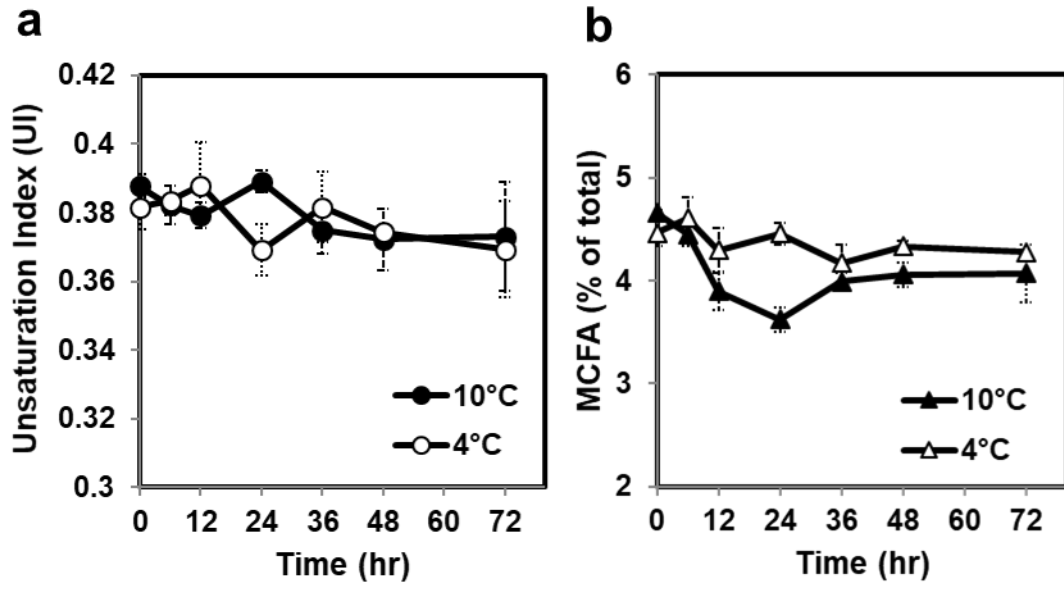 a
Unsaturation Index (UI)
0.42
0.4
0.38
0.36
0.34
0.32
0.3
10°C
4°C
0 12 24 36 48 60 72
Time (hr)
b
MCFA (% of total)
6
5
4
3
2
10°C
4°C
0 12 24 36 48 60 72
Time (hr)